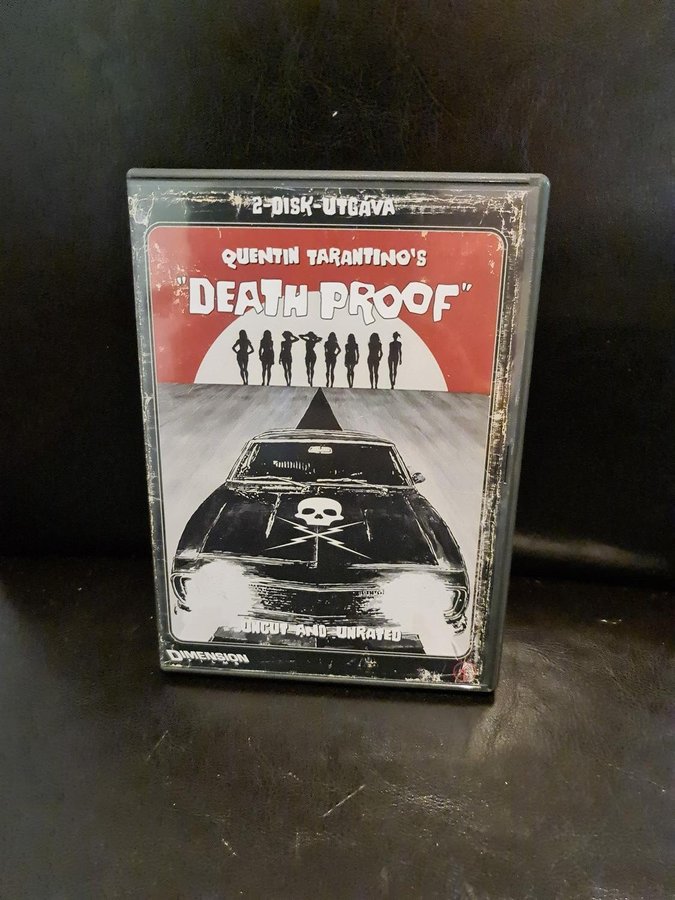 2-DISK-UTGÅVA
QUENTIN TARANTINO'S
"DEATH PROOF"
UNCUT AND UNRATED
DIMENSION